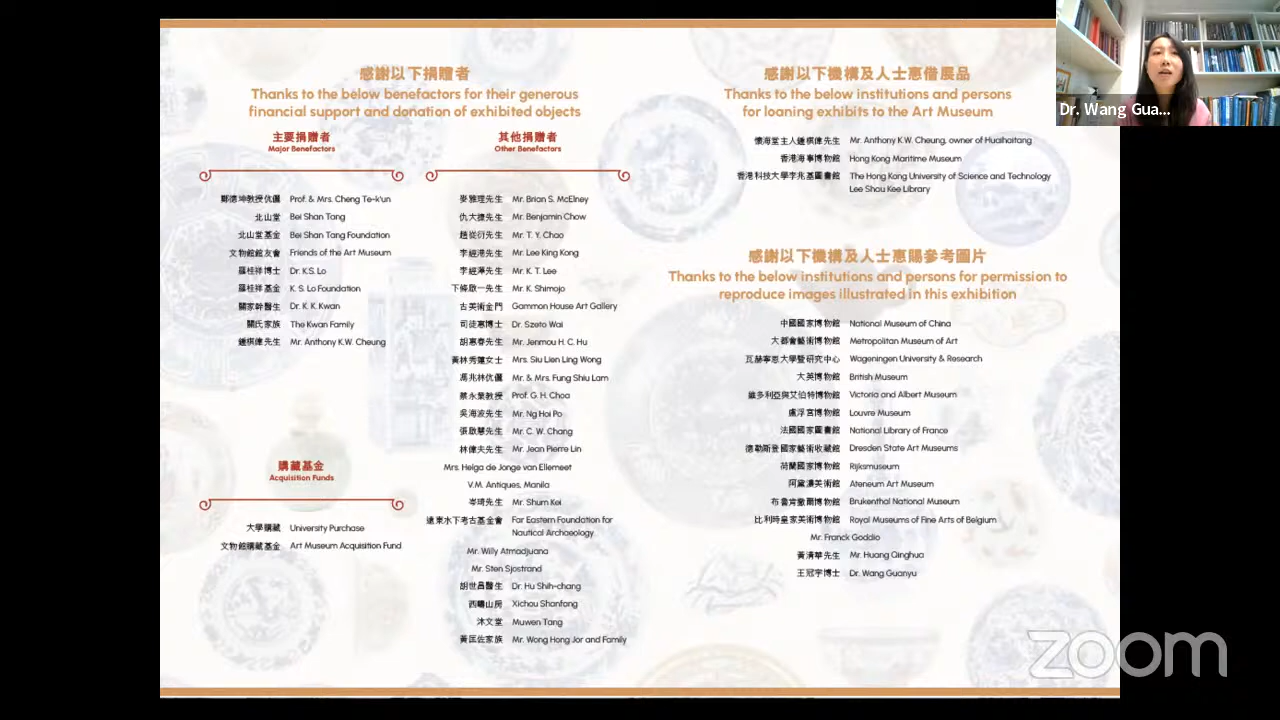 感謝以下捐贈者
Thanks to the below benefactors for their generous
financial support and donation of exhibited objects
主要捐贈者
Major Benefactors
鄭德坤教授伉儷 Prof. & Mrs. Cheng Te-k'un
北山堂 Bei Shan Tang
北山堂基金 Bei Shan Tang Foundation
文物館館友會 Friends of the Art Museum
羅桂祥博士 Dr. K.S. Lo
羅桂祥基金 K. S. Lo Foundation
關家幹醫生 Dr. K. K. Kwan
關氏家族 The Kwan Family
鍾棋偉先生 Mr. Anthony K.W. Cheung
購藏基金
Acquisition Funds
大學購藏 University Purchase
文物館購藏基金 Art Museum Acquisition Fund
其他捐贈者
Other Benefactors
麥雅理先生 Mr. Brian S. McElney
仇大雄先生 Mr. Benjamin Chow
趙從衍先生 Mr. T. Y. Chao
李經港先生 Mr. Lee King Kong
李經澤先生 Mr. K. T. Lee
下條啟一先生 Mr. K. Shimojo
古美術金門 Gammon House Art Gallery
司徒惠博士 Dr. Szeto Wai
胡惠春先生 Mr. Jenmou H. C. Hu
黃林秀蓮女士 Mrs. Siu Lien Ling Wong
馮兆林伉儷 Mr. & Mrs. Fung Shiu Lam
蔡永業教授 Prof. G. H. Choa
吳海波先生 Mr. Ng Hoi Po
張啟慧先生 Mr. C. W. Chang
林偉夫先生 Mr. Jean Pierre Lin
Mrs. Helga de Jonge van Ellemeet
V.M. Antiques, Manila
岑琦先生 Mr. Shum Kei
遠東水下考古基金會 Far Eastern Foundation for
Nautical Archaeology
Mr. Willy Atmadjuana
Mr. Sten Sjostrand
胡世昌醫生 Dr. Hu Shih-chang
西疇山房 Xichou Shanfang
沐文堂 Muwen Tang
黃匡佐家族 Mr. Wong Hong Jor and Family
感謝以下機構及人士惠借展品
Thanks to the below institutions and persons
for loaning exhibits to the Art Museum
懷海堂主人鍾棋偉先生 Mr. Anthony K.W. Cheung, owner of Huaihaitang
香港海事博物館 Hong Kong Maritime Museum
香港科技大學李兆基圖書館 The Hong Kong University of Science and Technology
Lee Shau Kee Library
感謝以下機構及人士惠賜參考圖片
Thanks to the below institutions and persons for permission to
reproduce images illustrated in this exhibition
中國國家博物館 National Museum of China
大都會藝術博物館 Metropolitan Museum of Art
瓦赫寧恩大學暨研究中心 Wageningen University & Research
大英博物館 British Museum
維多利亞與艾伯特博物館 Victoria and Albert Museum
盧浮宮博物館 Louvre Museum
法國國家圖書館 National Library of France
德勒斯登國家藝術收藏館 Dresden State Art Museums
荷蘭國家博物館 Rijksmuseum
阿黛濃美術館 Ateneum Art Museum
布魯肯撒爾博物館 Brukenthal National Museum
比利時皇家美術博物館 Royal Museums of Fine Arts of Belgium
Mr. Franck Goddio
黃清華先生 Mr. Huang Qinghua
王冠宇博士 Dr. Wang Guanyu
Dr. Wang Gua...
zoom